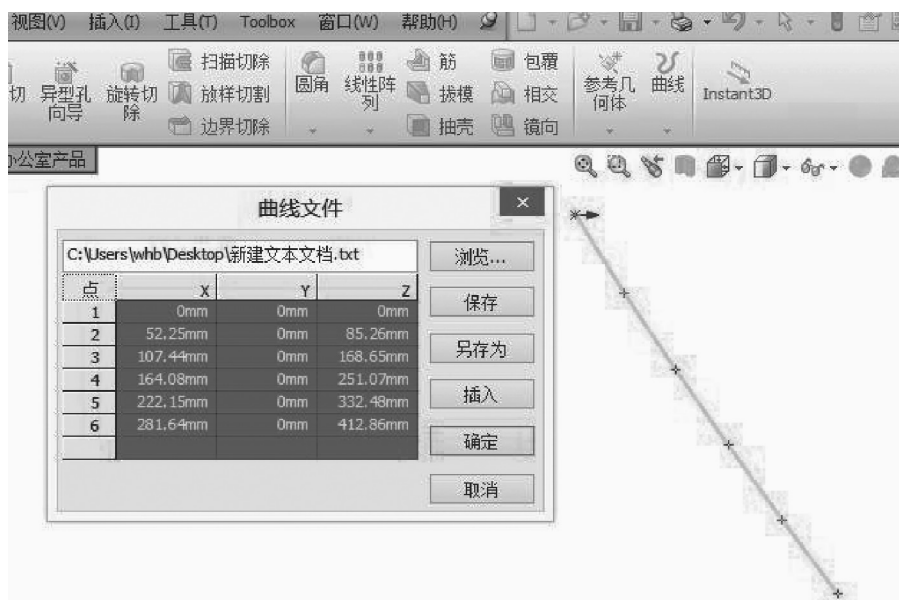 视图(V) 插入(I) 工具(T) Toolbox 窗口(W) 帮助(H)
扫描切除 筋 包覆
切 异型孔向导 旋转切除 放样切割 圆角 线性阵列 拔模 相交 参考几何体 曲线 Instant3D
边界切除 抽壳 镜向
办公室产品
曲线文件
C:\Users\whb\Desktop\新建文本文档.txt 浏览...
点 X Y Z
1 0mm 0mm 0mm 保存
2 52.25mm 0mm 85.26mm
3 107.44mm 0mm 168.65mm 另存为
4 164.08mm 0mm 251.07mm
5 222.15mm 0mm 332.48mm 插入
6 281.64mm 0mm 412.86mm
确定
取消